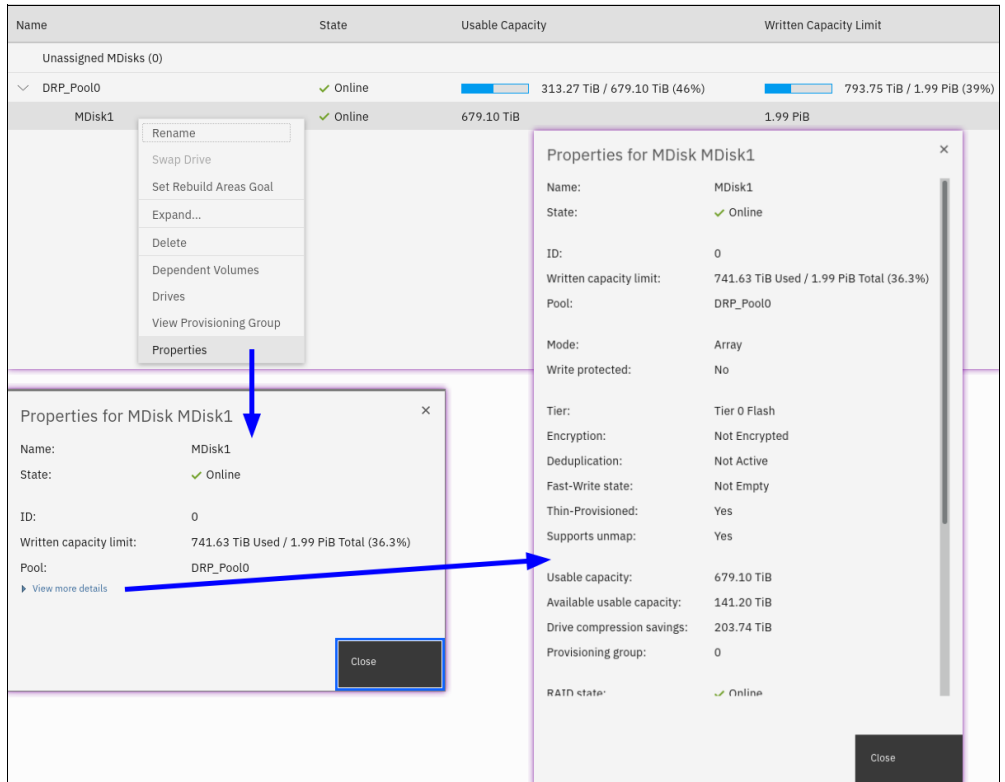 Name State Usable Capacity Written Capacity Limit
Unassigned MDisks (0)
DRP_Pool0 Online 313.27 TiB / 679.10 TiB (46%) 793.75 TiB / 1.99 PiB (39%)
MDisk1 Online 679.10 TiB 1.99 PiB
Rename
Swap Drive
Set Rebuild Areas Goal
Expand...
Delete
Dependent Volumes
Drives
View Provisioning Group
Properties
Properties for MDisk MDisk1
Name: MDisk1
State: Online
ID: 0
Written capacity limit: 741.63 TiB Used / 1.99 PiB Total (36.3%)
Pool: DRP_Pool0
View more details
Close
Properties for MDisk MDisk1
Name: MDisk1
State: Online
ID: 0
Written capacity limit: 741.63 TiB Used / 1.99 PiB Total (36.3%)
Pool: DRP_Pool0
Mode: Array
Write protected: No
Tier: Tier 0 Flash
Encryption: Not Encrypted
Deduplication: Not Active
Fast-Write state: Not Empty
Thin-Provisioned: Yes
Supports unmap: Yes
Usable capacity: 679.10 TiB
Available usable capacity: 141.20 TiB
Drive compression savings: 203.74 TiB
Provisioning group: 0
RAID state: Online
Close